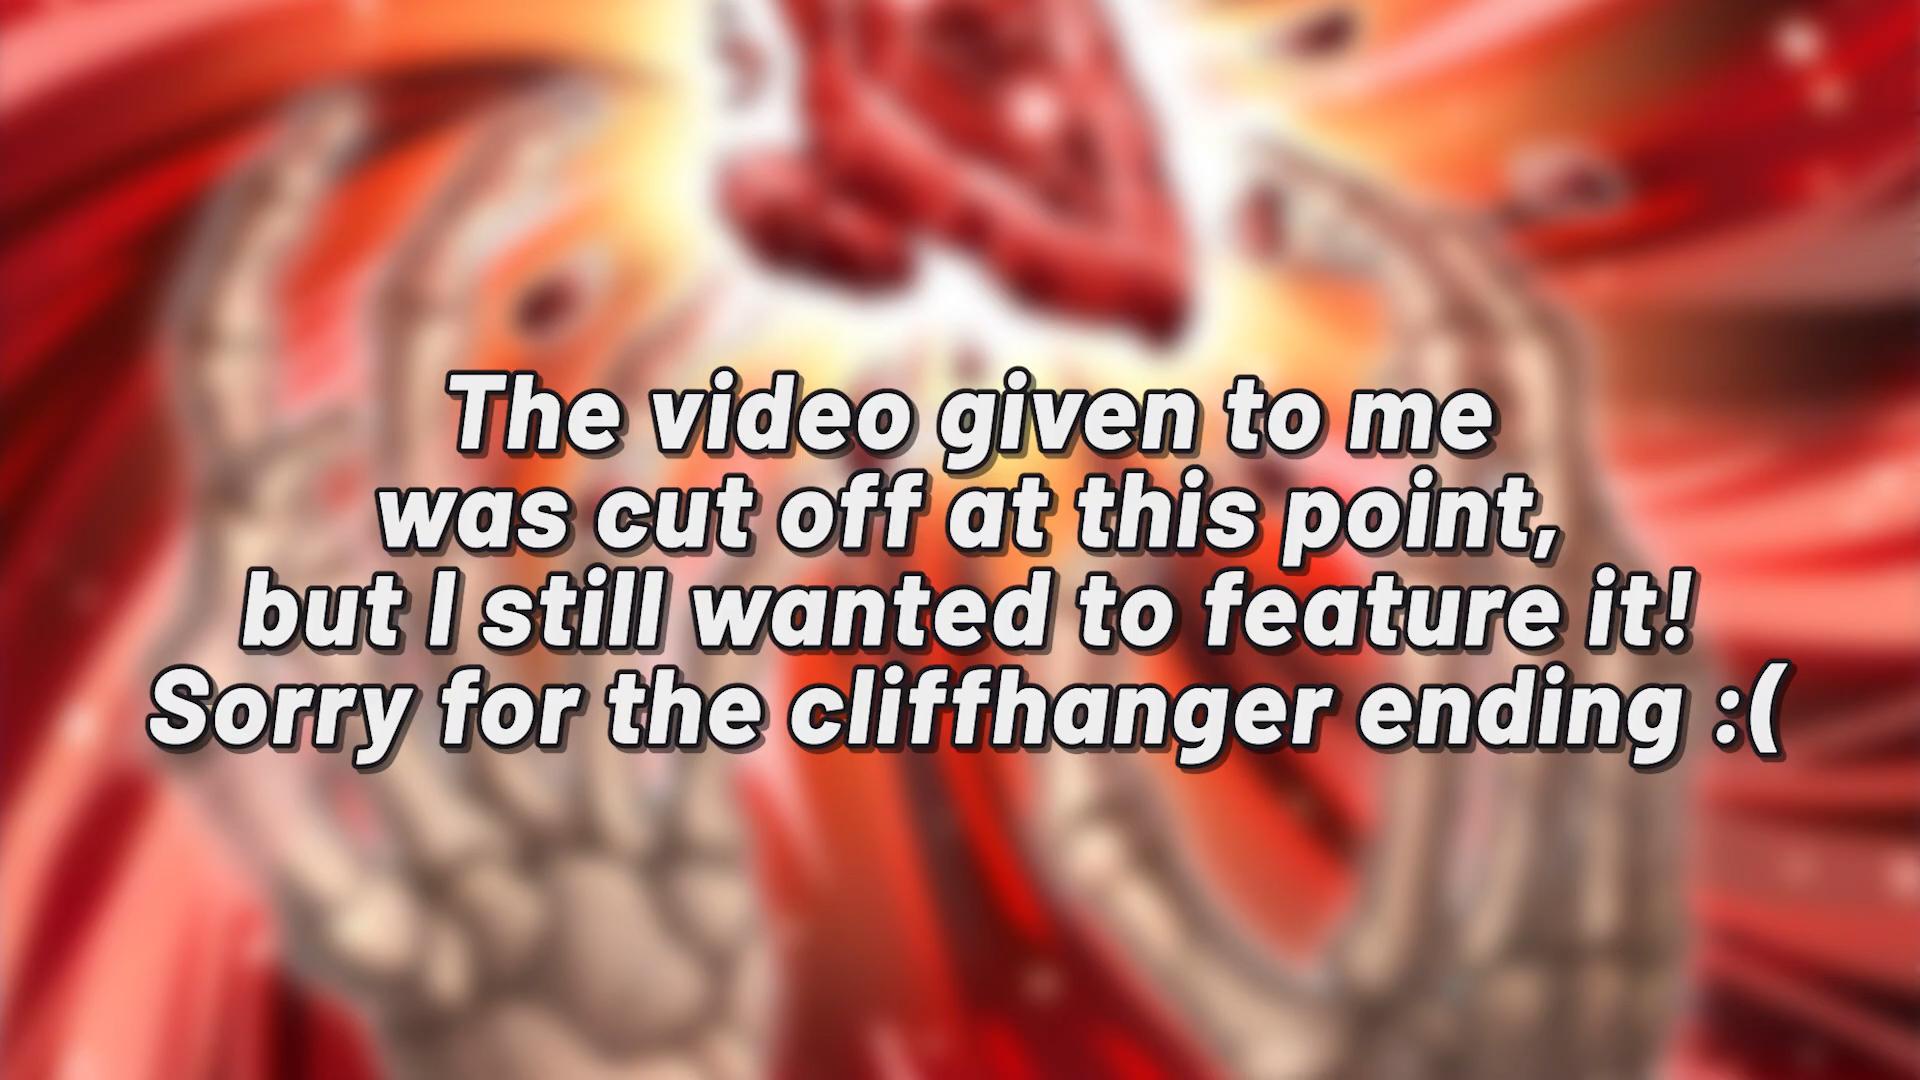 The video given to me
was cut off at this point,
but I still wanted to feature it!
Sorry for the cliffhanger ending :(